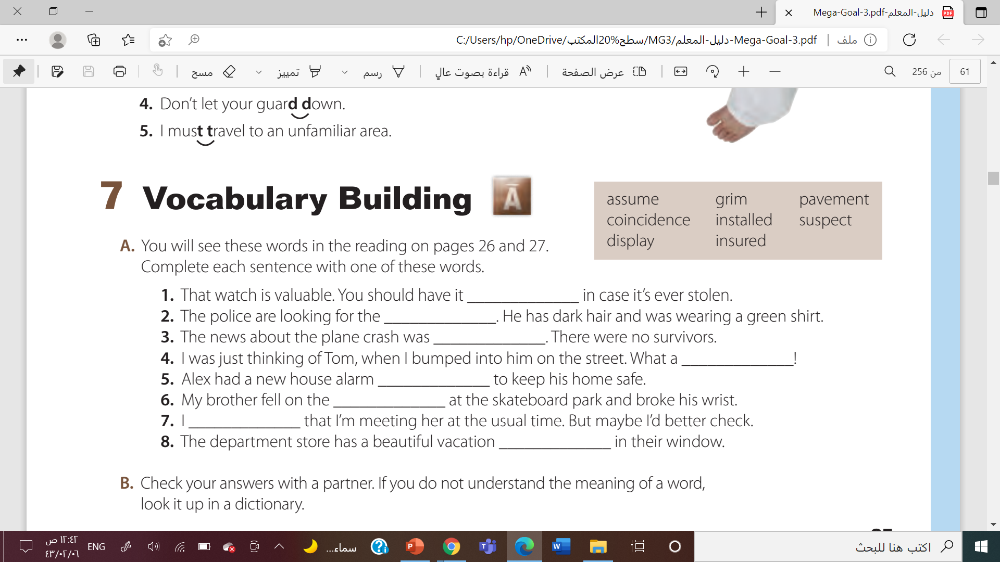 دليل-المعلم-Mega-Goal-3.pdf
ملف
C:/Users/hp/OneDrive/سطح%20المكتب/MG3/دليل-المعلم-Mega-Goal-3.pdf
61
من 256
عرض الصفحة
قراءة بصوت عالٍ
رسم
تمييز
مسح
4. Don't let your guard down.
5. I must travel to an unfamiliar area.
7 Vocabulary Building
assume grim pavement
coincidence installed suspect
display insured
A. You will see these words in the reading on pages 26 and 27.
Complete each sentence with one of these words.
1. That watch is valuable. You should have it _____________ in case it's ever stolen.
2. The police are looking for the _____________. He has dark hair and was wearing a green shirt.
3. The news about the plane crash was _____________. There were no survivors.
4. I was just thinking of Tom, when I bumped into him on the street. What a _____________!
5. Alex had a new house alarm _____________ to keep his home safe.
6. My brother fell on the _____________ at the skateboard park and broke his wrist.
7. I _____________ that I'm meeting her at the usual time. But maybe I'd better check.
8. The department store has a beautiful vacation _____________ in their window.
B. Check your answers with a partner. If you do not understand the meaning of a word,
look it up in a dictionary.
اكتب هنا للبحث
سماء...
ENG
١٢:٤٢ ص
٤٣/٠٢/٠٦